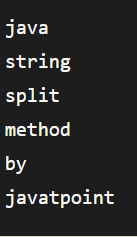 java
string
split
method
by
javatpoint